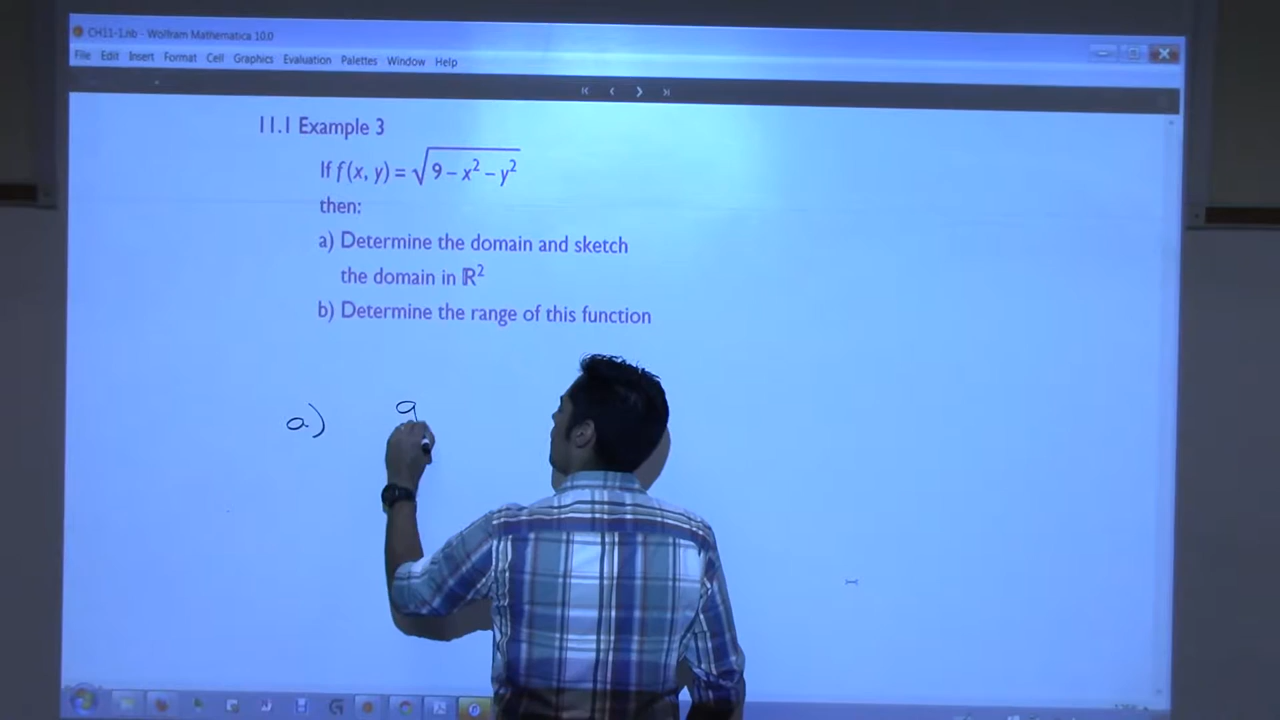 CH11-1.nb - Wolfram Mathematica 10.0
File Edit Insert Format Cell Graphics Evaluation Palettes Window Help
11.1 Example 3
If f(x, y) = √(9 − x² − y²)
then:
a) Determine the domain and sketch
the domain in ℝ²
b) Determine the range of this function
a) 9